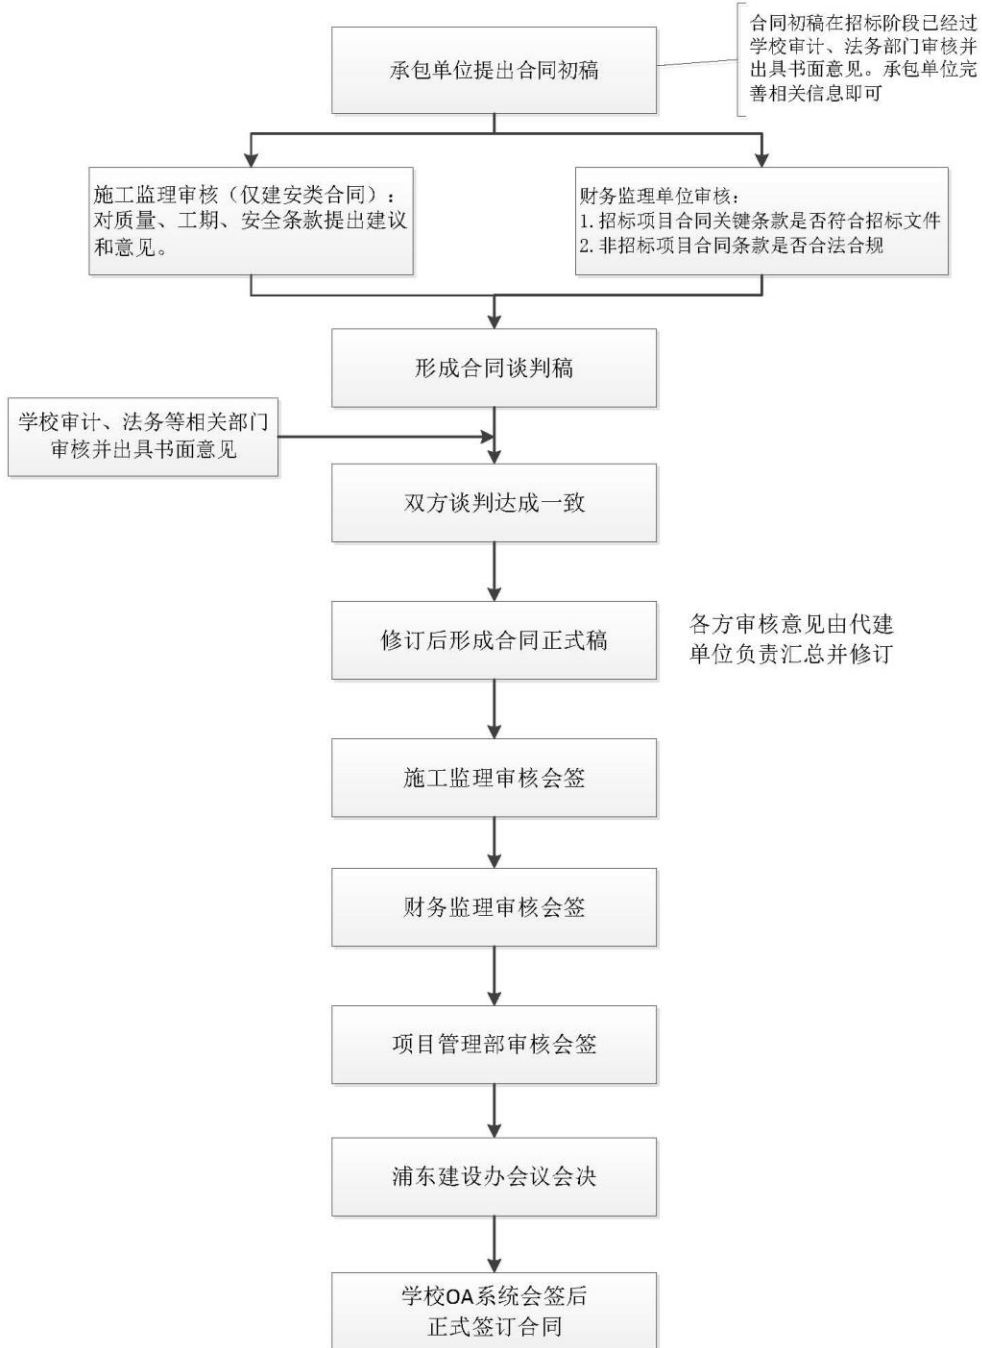 承包单位提出合同初稿
合同初稿在招标阶段已经过
学校审计、法务部门审核并
出具书面意见。承包单位完
善相关信息即可
施工监理审核（仅建安类合同）：
对质量、工期、安全条款提出建议
和意见。
财务监理单位审核：
1. 招标项目合同关键条款是否符合招标文件
2. 非招标项目合同条款是否合法合规
形成合同谈判稿
学校审计、法务等相关部门
审核并出具书面意见
双方谈判达成一致
修订后形成合同正式稿
各方审核意见由代建
单位负责汇总并修订
施工监理审核会签
财务监理审核会签
项目管理部审核会签
浦东建设办会议会决
学校OA系统会签后
正式签订合同